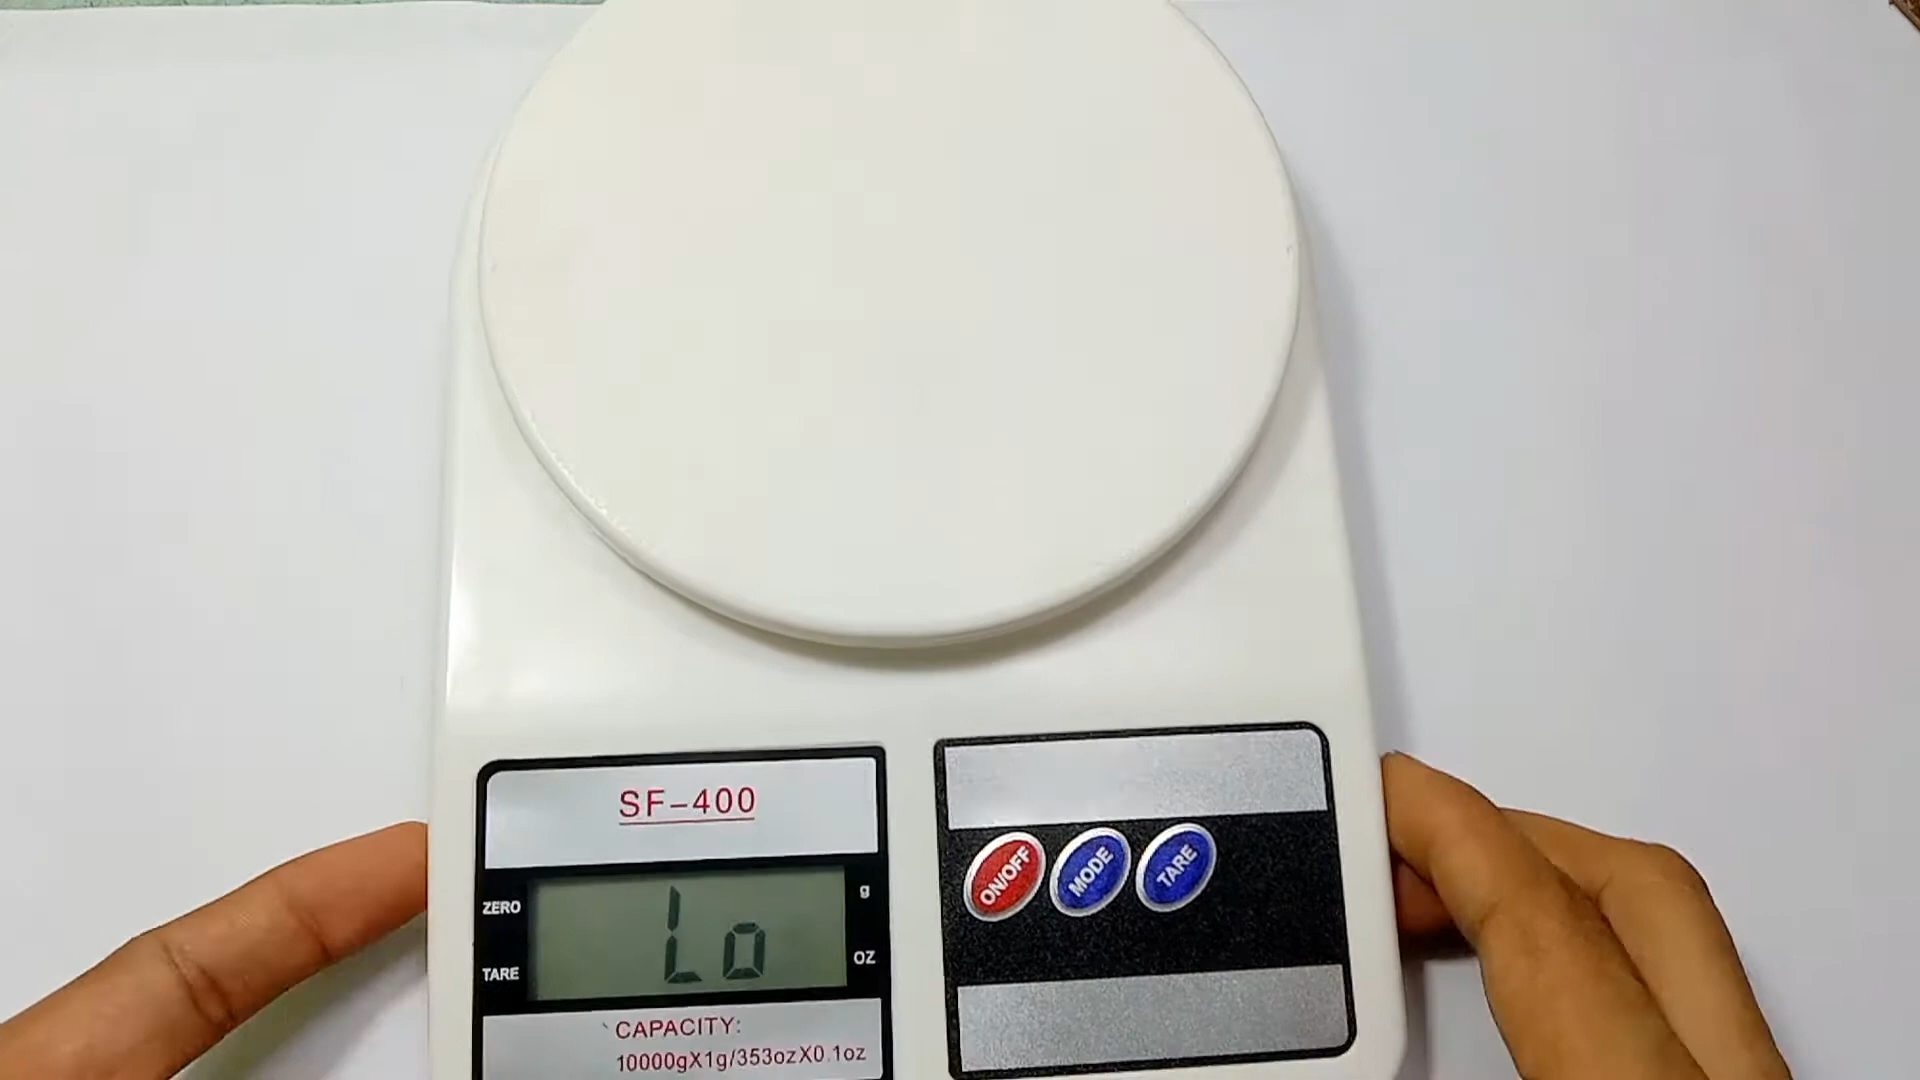 SF-400
ZERO
g
Lo
TARE
OZ
CAPACITY:
10000gX1g/353ozX0.1oz
ON/OFF
MODE
TARE